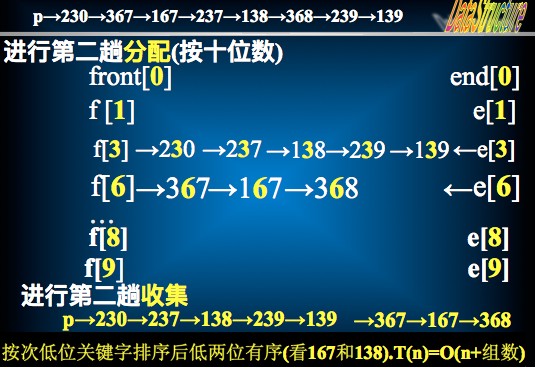 p→230→367→167→237→138→368→239→139
DataStructure
进行第二趟分配(按十位数)
front[0] end[0]
f [1] e[1]
f[3] →230 →237→138→239→139←e[3]
f[6]→367→167→368 ←e[6]
…
f[8] e[8]
f[9] e[9]
进行第二趟收集
p→230→237→138→239→139 →367→167→368
按次低位关键字排序后低两位有序(看167和138).T(n)=O(n+组数)